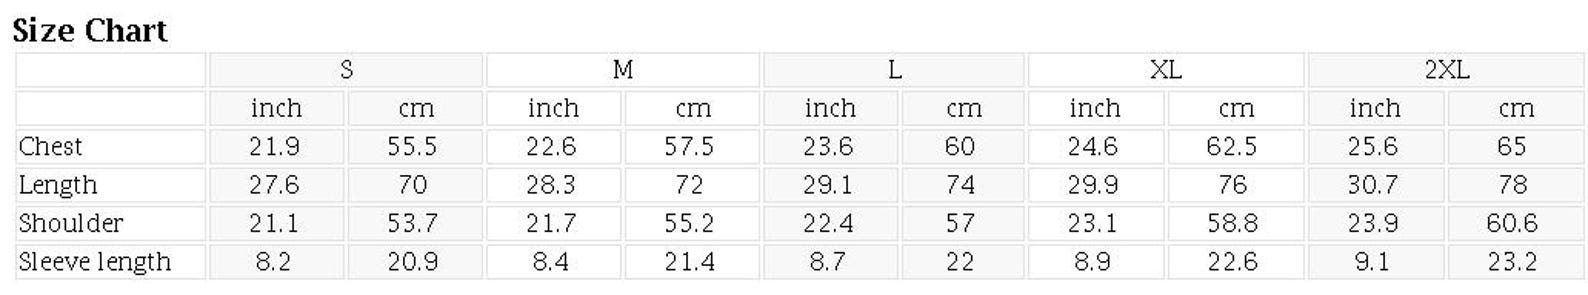 Size Chart
S M L XL 2XL
inch cm inch cm inch cm inch cm inch cm
Chest 21.9 55.5 22.6 57.5 23.6 60 24.6 62.5 25.6 65
Length 27.6 70 28.3 72 29.1 74 29.9 76 30.7 78
Shoulder 21.1 53.7 21.7 55.2 22.4 57 23.1 58.8 23.9 60.6
Sleeve length 8.2 20.9 8.4 21.4 8.7 22 8.9 22.6 9.1 23.2